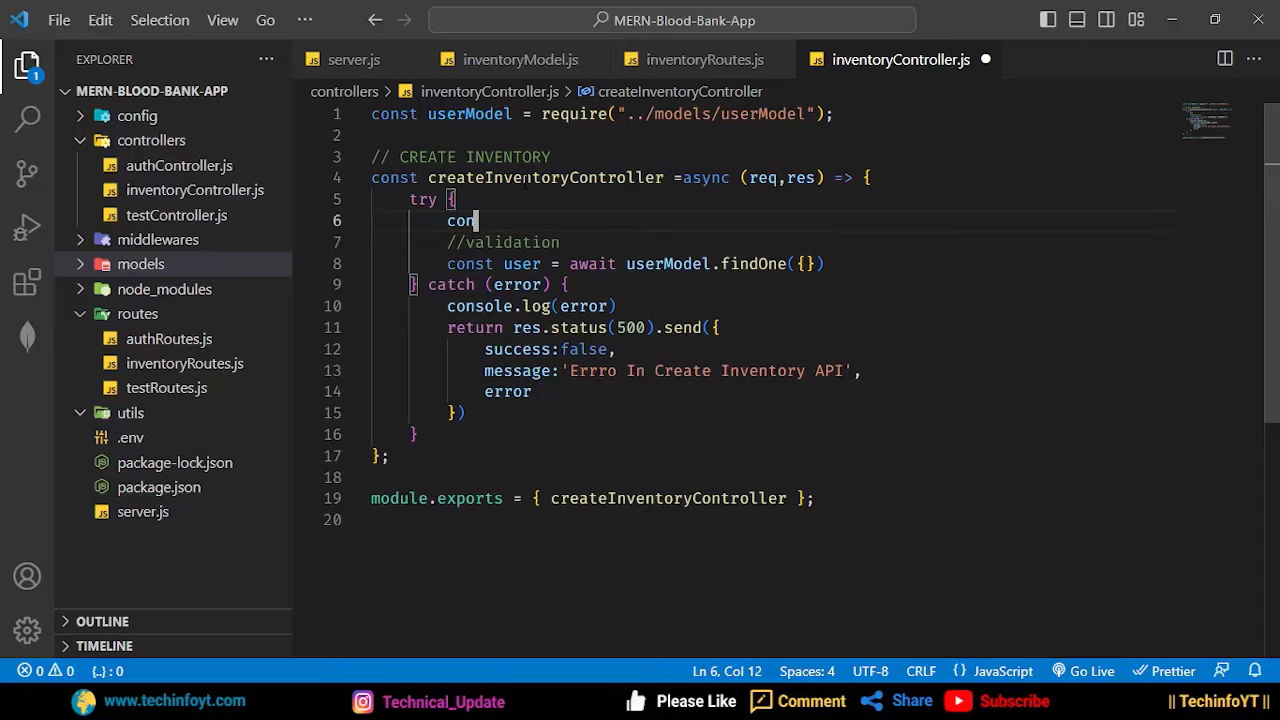 File Edit Selection View Go ··· MERN-Blood-Bank-App
EXPLORER ···
server.js inventoryModel.js inventoryRoutes.js inventoryController.js
controllers > inventoryController.js > createInventoryController
MERN-BLOOD-BANK-APP
config
controllers
authController.js
inventoryController.js
testController.js
middlewares
models
node_modules
routes
authRoutes.js
inventoryRoutes.js
testRoutes.js
utils
.env
package-lock.json
package.json
server.js
OUTLINE
TIMELINE
1
1 const userModel = require("../models/userModel");
2
3 // CREATE INVENTORY
4 const createInventoryController =async (req,res) => {
5 try {
6 con
7 //validation
8 const user = await userModel.findOne({})
9 } catch (error) {
10 console.log(error)
11 return res.status(500).send({
12 success:false,
13 message:'Errro In Create Inventory API',
14 error
15 })
16 }
17 };
18
19 module.exports = { createInventoryController };
20
0 0 {..} : 0 Ln 6, Col 12 Spaces: 4 UTF-8 CRLF {} JavaScript Go Live Prettier
www.techinfoyt.com Technical_Update Please Like Comment Share Subscribe || TechinfoYT ||